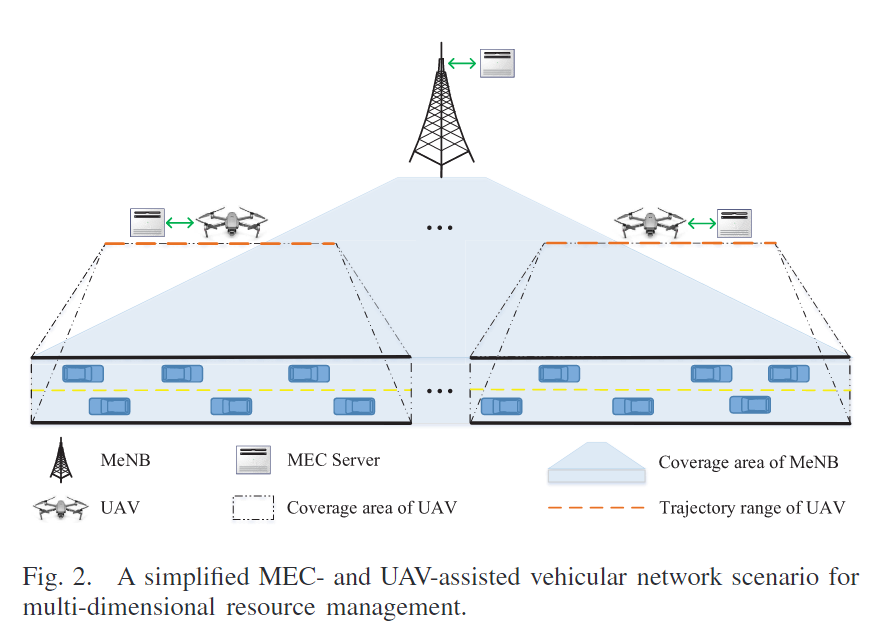 ...
...
MeNB
MEC Server
Coverage area of MeNB
UAV
Coverage area of UAV
Trajectory range of UAV
Fig. 2. A simplified MEC- and UAV-assisted vehicular network scenario for
multi-dimensional resource management.